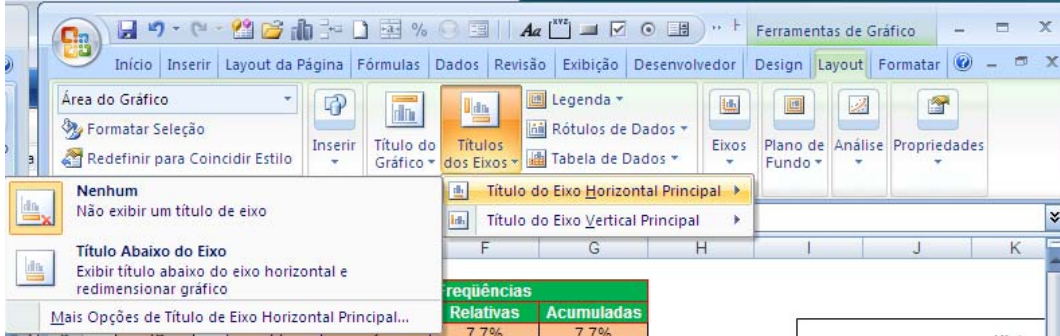 Aa XYZ
Ferramentas de Gráfico
Início Inserir Layout da Página Fórmulas Dados Revisão Exibição Desenvolvedor Design Layout Formatar
Área do Gráfico
Formatar Seleção
Redefinir para Coincidir Estilo
Inserir
Título do
Gráfico
Títulos
dos Eixos
Legenda
Rótulos de Dados
Tabela de Dados
Eixos
Plano de
Fundo
Análise
Propriedades
Nenhum
Não exibir um título de eixo
Título Abaixo do Eixo
Exibir título abaixo do eixo horizontal e
redimensionar gráfico
Mais Opções de Título de Eixo Horizontal Principal...
Título do Eixo Horizontal Principal
Título do Eixo Vertical Principal
F G H I J K
Freqüências
Relativas Acumuladas
7,7% 7,7%